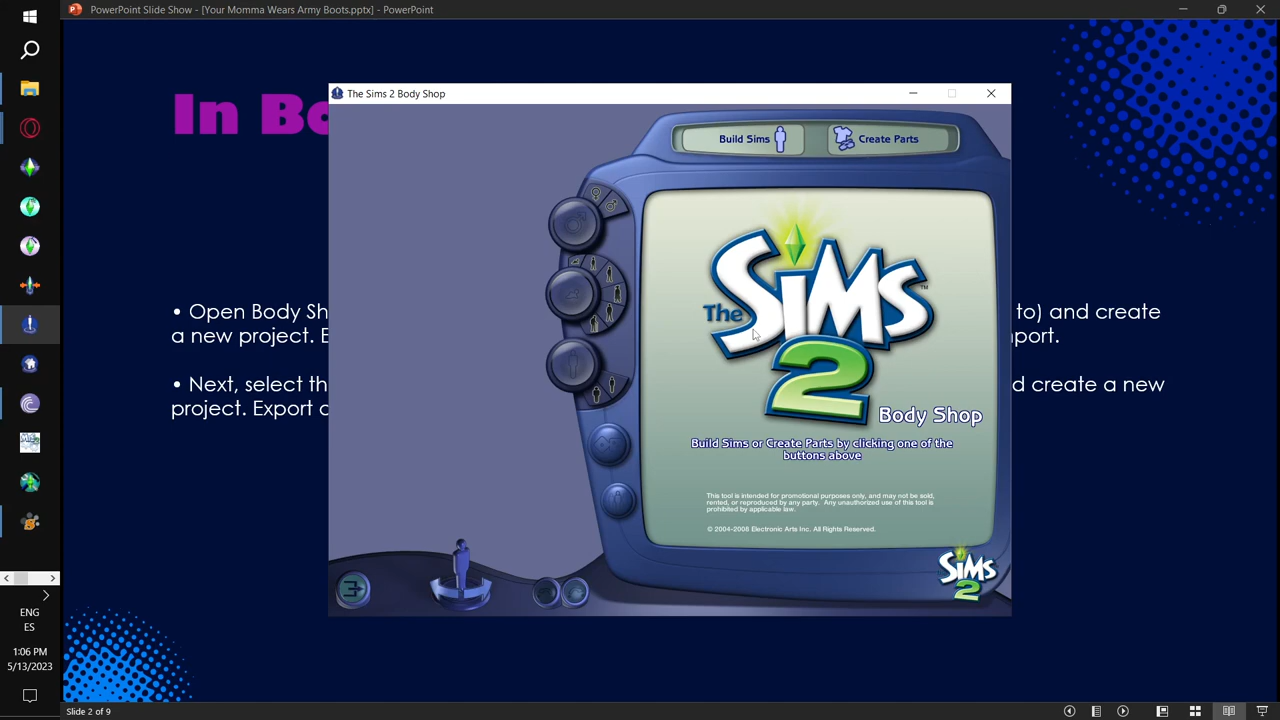 PowerPoint Slide Show - [Your Momma Wears Army Boots.pptx] - PowerPoint
In Bo
The Sims 2 Body Shop
Build Sims
Create Parts
The Sims™ 2
Body Shop
Build Sims or Create Parts by clicking one of the
buttons above
This tool is intended for promotional purposes only, and may not be sold,
rented, or reproduced by any party. Any unauthorized use of this tool is
prohibited by applicable law.
© 2004-2008 Electronic Arts Inc. All Rights Reserved.
Sims 2
• Open Body Sh to) and create
a new project. E nport.
• Next, select th d create a new
project. Export
ENG
ES
1:06 PM
5/13/2023
Slide 2 of 9